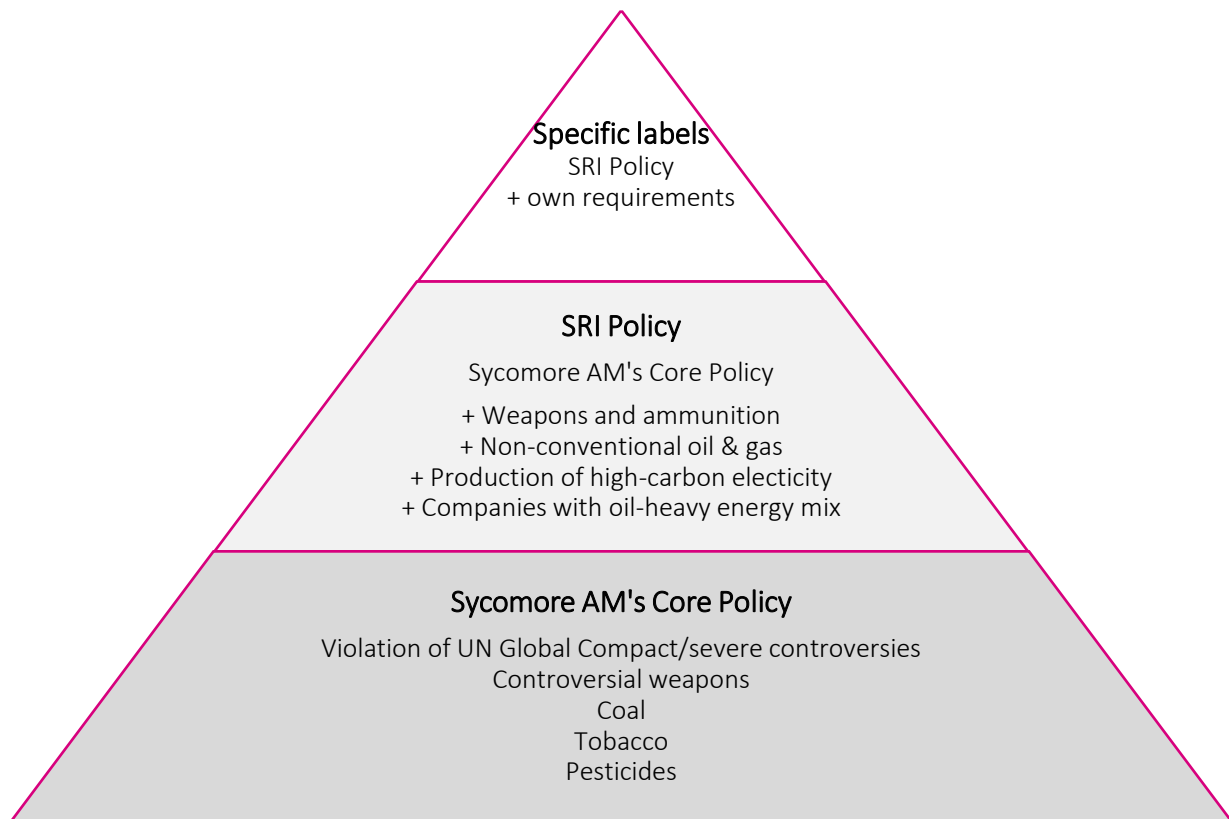 Specific labels
SRI Policy
+ own requirements
SRI Policy
Sycomore AM's Core Policy
+ Weapons and ammunition
+ Non-conventional oil & gas
+ Production of high-carbon electicity
+ Companies with oil-heavy energy mix
Sycomore AM's Core Policy
Violation of UN Global Compact/severe controversies
Controversial weapons
Coal
Tobacco
Pesticides